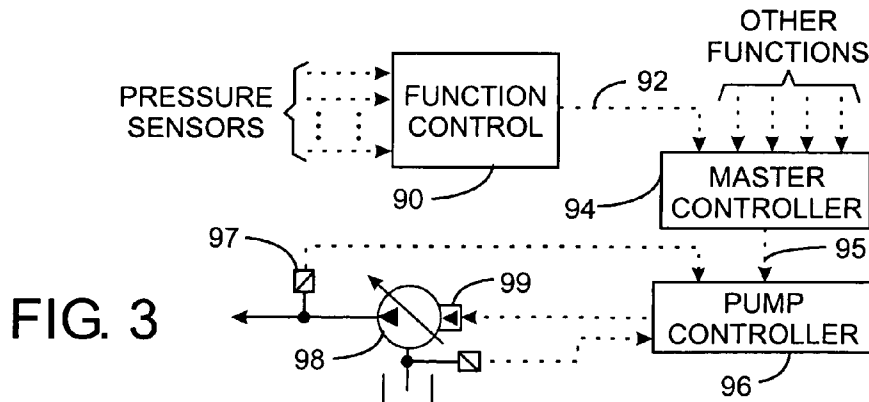 OTHER
FUNCTIONS
PRESSURE
SENSORS
FUNCTION
CONTROL
92
90
94
MASTER
CONTROLLER
97
95
99
FIG. 3
98
PUMP
CONTROLLER
96